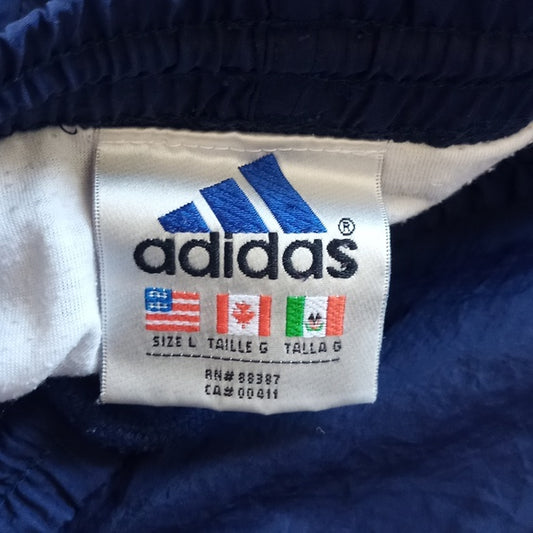 adidas®
SIZE L TAILLE G TALLA G
RN# 88387
CA# 00411